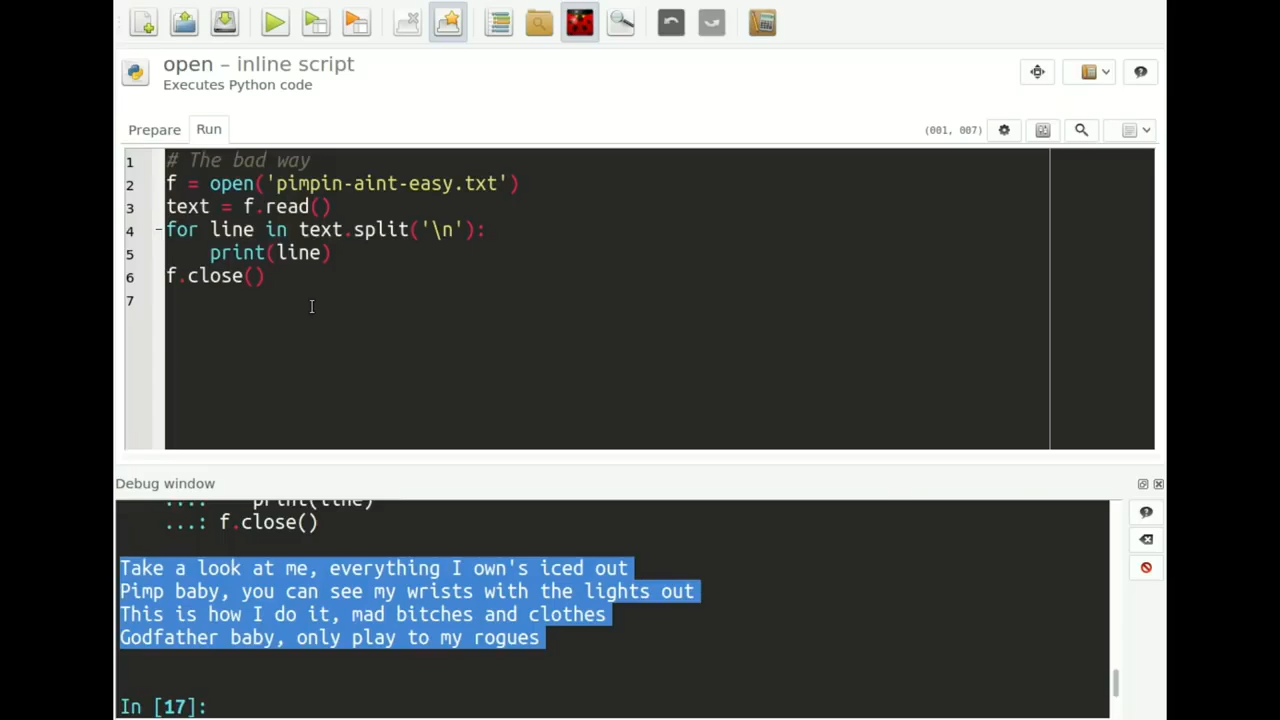 open – inline script
Executes Python code
Prepare Run (001, 007)
1 # The bad way
2 f = open('pimpin-aint-easy.txt')
3 text = f.read()
4 for line in text.split('\n'):
5     print(line)
6 f.close()
7
Debug window
...:     print(line)
...: f.close()
Take a look at me, everything I own's iced out
Pimp baby, you can see my wrists with the lights out
This is how I do it, mad bitches and clothes
Godfather baby, only play to my rogues
In [17]: